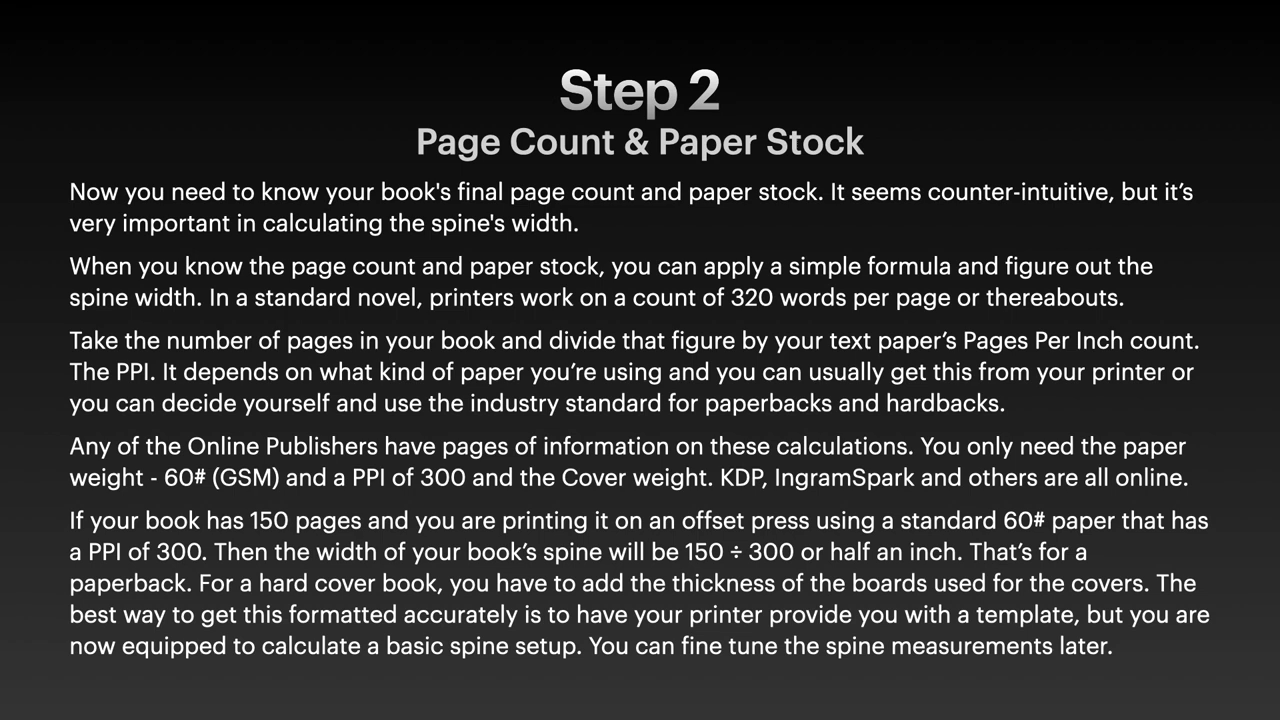 Step 2
Page Count & Paper Stock
Now you need to know your book's final page count and paper stock. It seems counter-intuitive, but it’s
very important in calculating the spine's width.
When you know the page count and paper stock, you can apply a simple formula and figure out the
spine width. In a standard novel, printers work on a count of 320 words per page or thereabouts.
Take the number of pages in your book and divide that figure by your text paper’s Pages Per Inch count.
The PPI. It depends on what kind of paper you’re using and you can usually get this from your printer or
you can decide yourself and use the industry standard for paperbacks and hardbacks.
Any of the Online Publishers have pages of information on these calculations. You only need the paper
weight - 60# (GSM) and a PPI of 300 and the Cover weight. KDP, IngramSpark and others are all online.
If your book has 150 pages and you are printing it on an offset press using a standard 60# paper that has
a PPI of 300. Then the width of your book’s spine will be 150 ÷ 300 or half an inch. That’s for a
paperback. For a hard cover book, you have to add the thickness of the boards used for the covers. The
best way to get this formatted accurately is to have your printer provide you with a template, but you are
now equipped to calculate a basic spine setup. You can fine tune the spine measurements later.